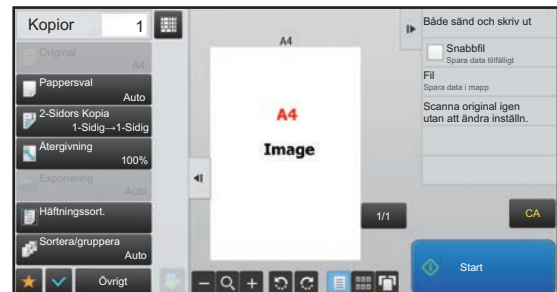 Kopior 1
Original
A4
Pappersval
Auto
2-Sidors Kopia
1-Sidig→1-Sidig
Återgivning
100%
Exponering
Auto
Häftningssort.
Sortera/gruppera
Auto
Övrigt
A4
A4
Image
1/1
Både sänd och skriv ut
Snabbfil
Spara data tillfälligt
Fil
Spara data i mapp
Scanna original igen
utan att ändra inställn.
CA
Start